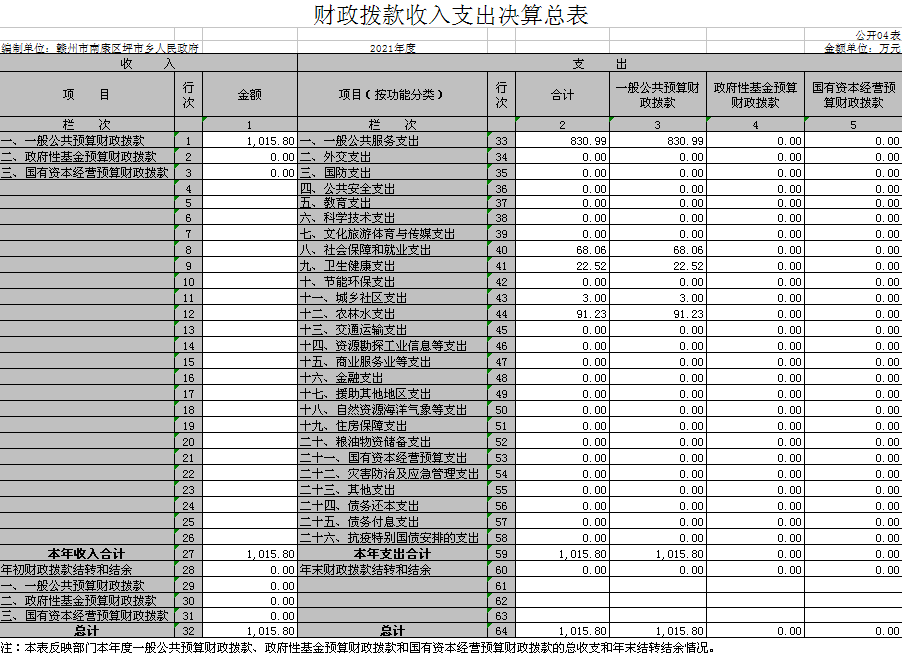 财政拨款收入支出决算总表
公开04表
编制单位：赣州市南康区坪市乡人民政府 2021年度 金额单位：万元
收 入 支 出
项 目 行次 金额 项目（按功能分类） 行次 合计 一般公共预算财政拨款 政府性基金预算财政拨款 国有资本经营预算财政拨款
栏 次 1 栏 次 2 3 4 5
一、一般公共预算财政拨款 1 1,015.80 一、一般公共服务支出 33 830.99 830.99 0.00 0.00
二、政府性基金预算财政拨款 2 0.00 二、外交支出 34 0.00 0.00 0.00 0.00
三、国有资本经营预算财政拨款 3 0.00 三、国防支出 35 0.00 0.00 0.00 0.00
4 四、公共安全支出 36 0.00 0.00 0.00 0.00
5 五、教育支出 37 0.00 0.00 0.00 0.00
6 六、科学技术支出 38 0.00 0.00 0.00 0.00
7 七、文化旅游体育与传媒支出 39 0.00 0.00 0.00 0.00
8 八、社会保障和就业支出 40 68.06 68.06 0.00 0.00
9 九、卫生健康支出 41 22.52 22.52 0.00 0.00
10 十、节能环保支出 42 0.00 0.00 0.00 0.00
11 十一、城乡社区支出 43 3.00 3.00 0.00 0.00
12 十二、农林水支出 44 91.23 91.23 0.00 0.00
13 十三、交通运输支出 45 0.00 0.00 0.00 0.00
14 十四、资源勘探工业信息等支出 46 0.00 0.00 0.00 0.00
15 十五、商业服务业等支出 47 0.00 0.00 0.00 0.00
16 十六、金融支出 48 0.00 0.00 0.00 0.00
17 十七、援助其他地区支出 49 0.00 0.00 0.00 0.00
18 十八、自然资源海洋气象等支出 50 0.00 0.00 0.00 0.00
19 十九、住房保障支出 51 0.00 0.00 0.00 0.00
20 二十、粮油物资储备支出 52 0.00 0.00 0.00 0.00
21 二十一、国有资本经营预算支出 53 0.00 0.00 0.00 0.00
22 二十二、灾害防治及应急管理支出 54 0.00 0.00 0.00 0.00
23 二十三、其他支出 55 0.00 0.00 0.00 0.00
24 二十四、债务还本支出 56 0.00 0.00 0.00 0.00
25 二十五、债务付息支出 57 0.00 0.00 0.00 0.00
26 二十六、抗疫特别国债安排的支出 58 0.00 0.00 0.00 0.00
本年收入合计 27 1,015.80 本年支出合计 59 1,015.80 1,015.80 0.00 0.00
年初财政拨款结转和结余 28 0.00 年末财政拨款结转和结余 60 0.00 0.00 0.00 0.00
一、一般公共预算财政拨款 29 0.00 61
二、政府性基金预算财政拨款 30 0.00 62
三、国有资本经营预算财政拨款 31 0.00 63
总计 32 1,015.80 总计 64 1,015.80 1,015.80 0.00 0.00
注：本表反映部门本年度一般公共预算财政拨款、政府性基金预算财政拨款和国有资本经营预算财政拨款的总收支和年末结转结余情况。